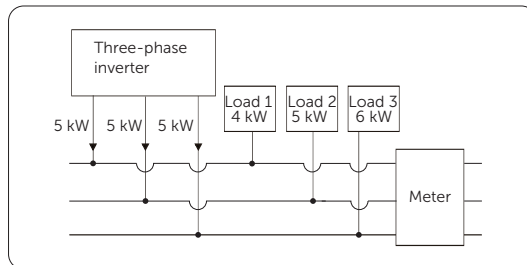 Three-phase
inverter
5 kW
5 kW
5 kW
Load 1
4 kW
Load 2
5 kW
Load 3
6 kW
Meter